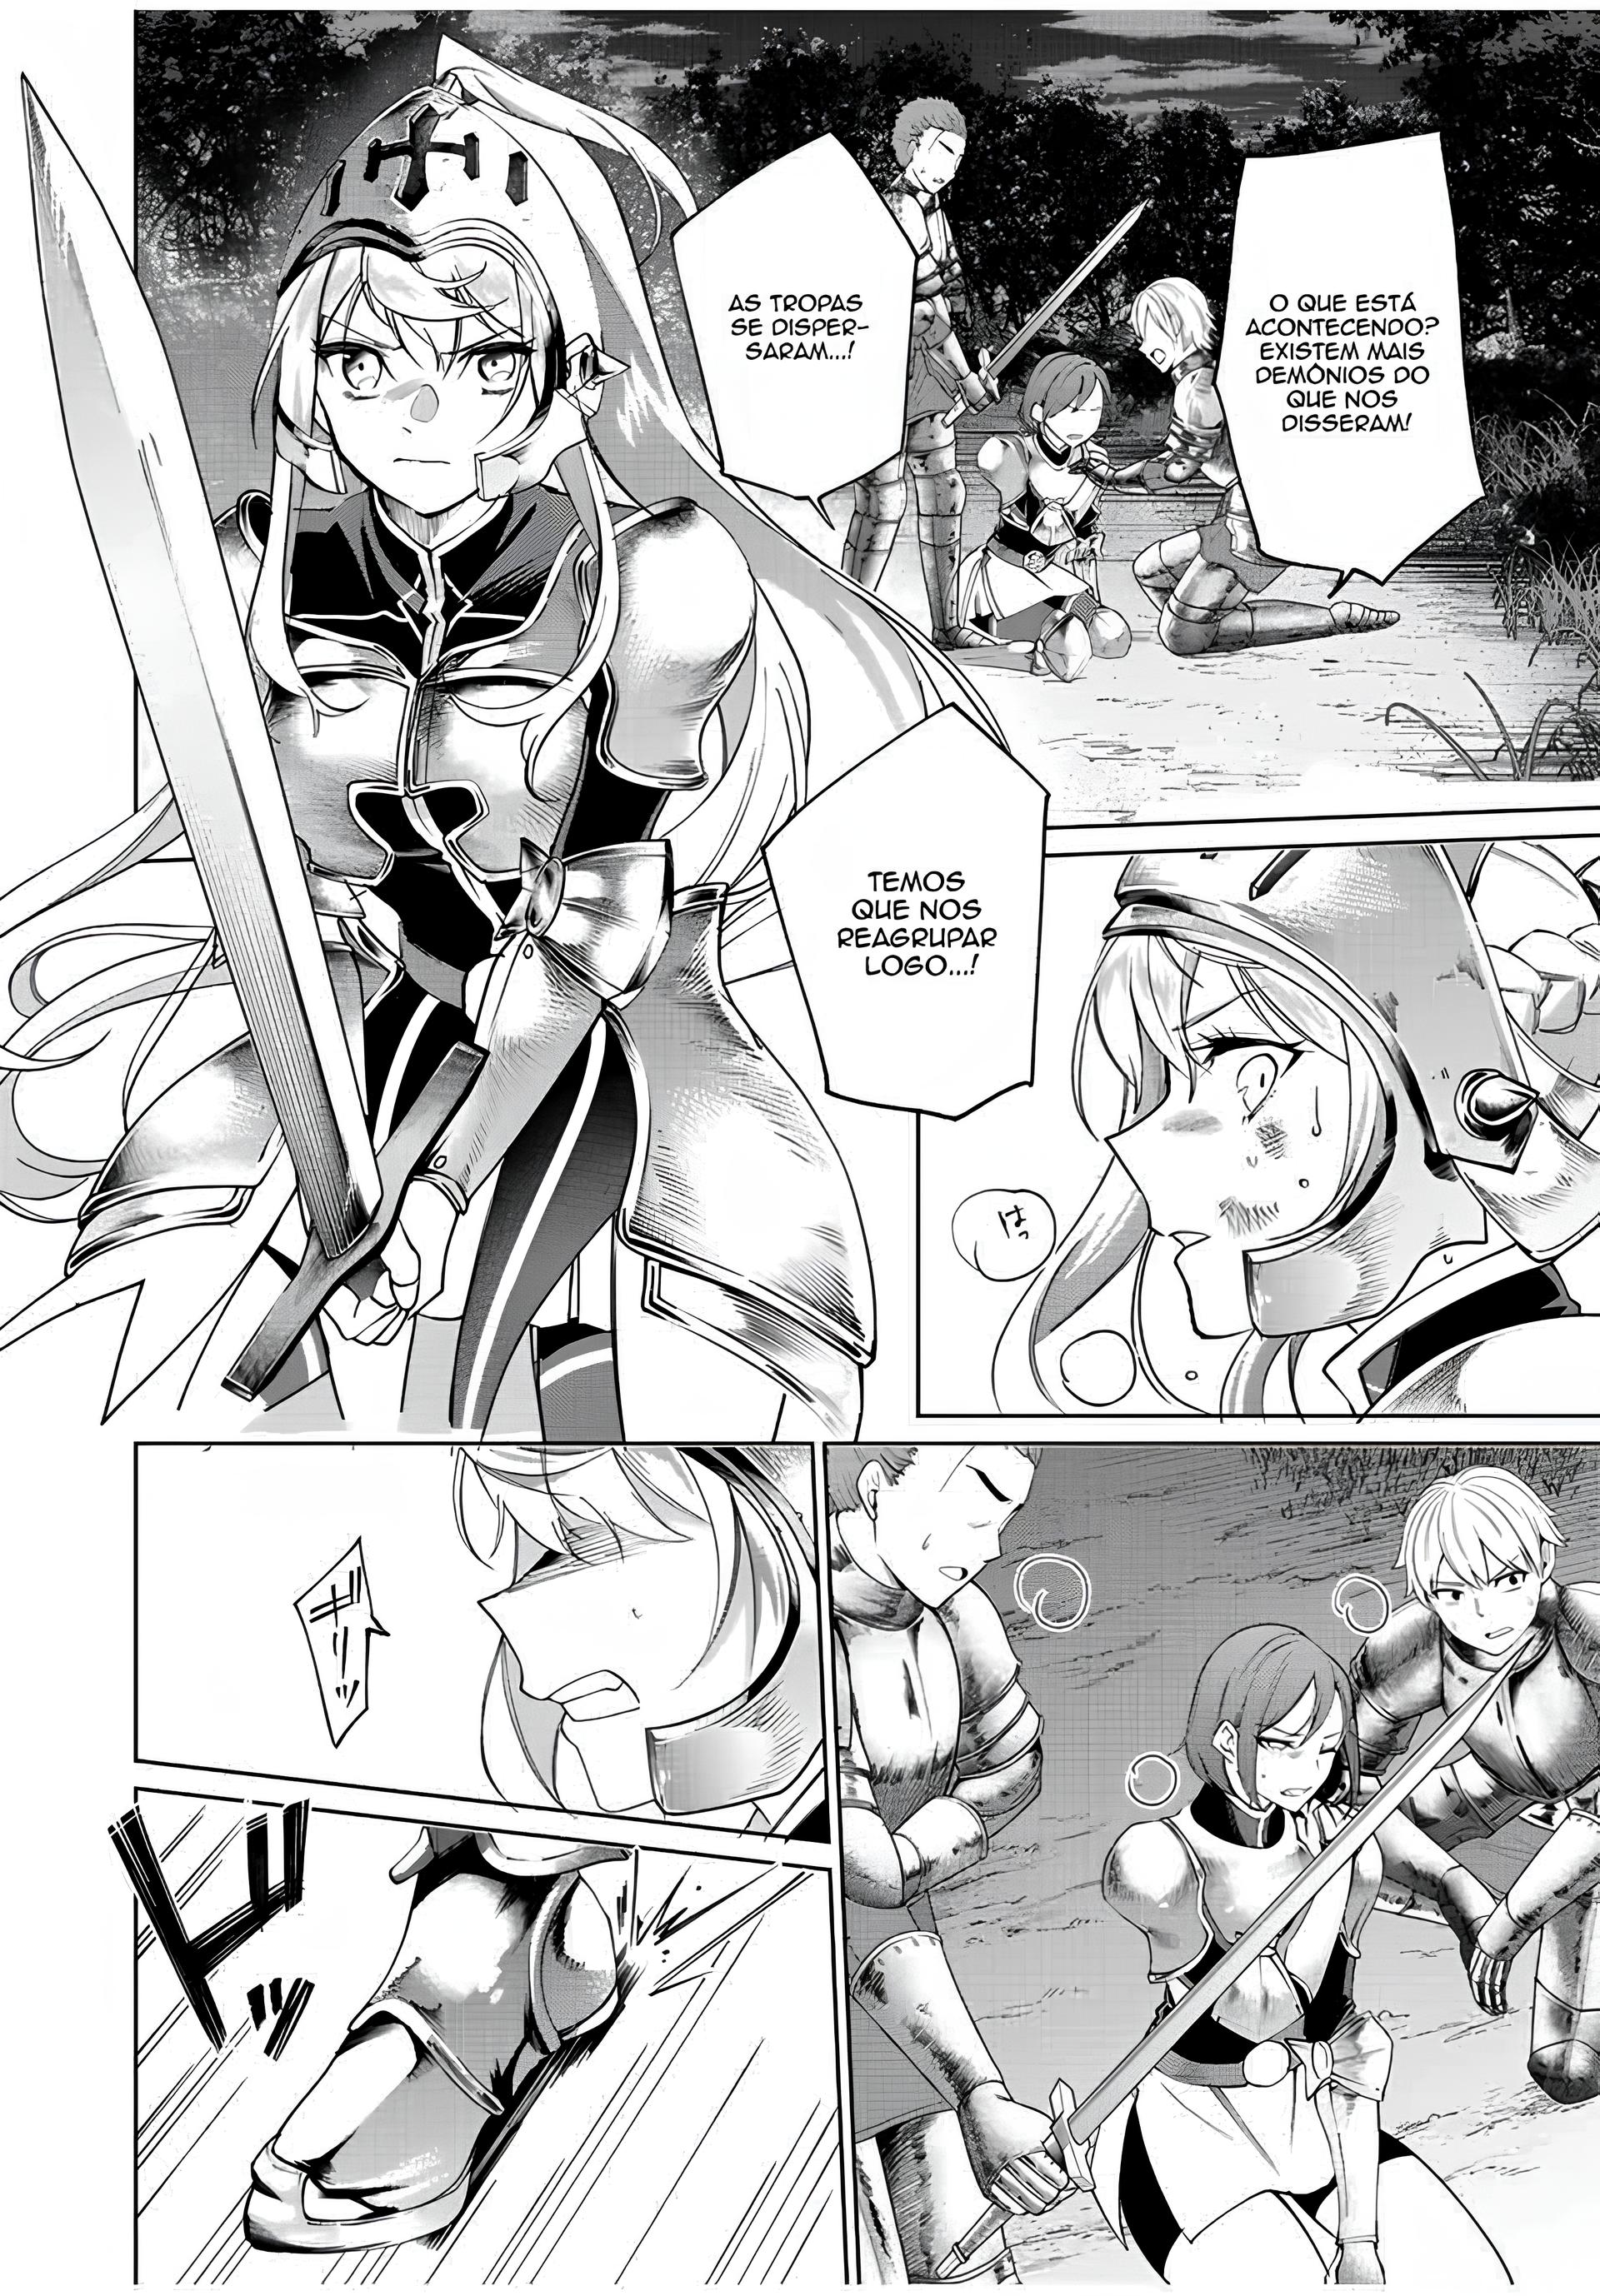 O QUE ESTÁ
ACONTECENDO?
EXISTEM MAIS
DEMÔNIOS DO
QUE NOS
DISSERAM!
AS TROPAS
SE DISPER-
SARAM...!
TEMOS
QUE NOS
REAGRUPAR
LOGO...!
はっ
ギリッ
ドッ